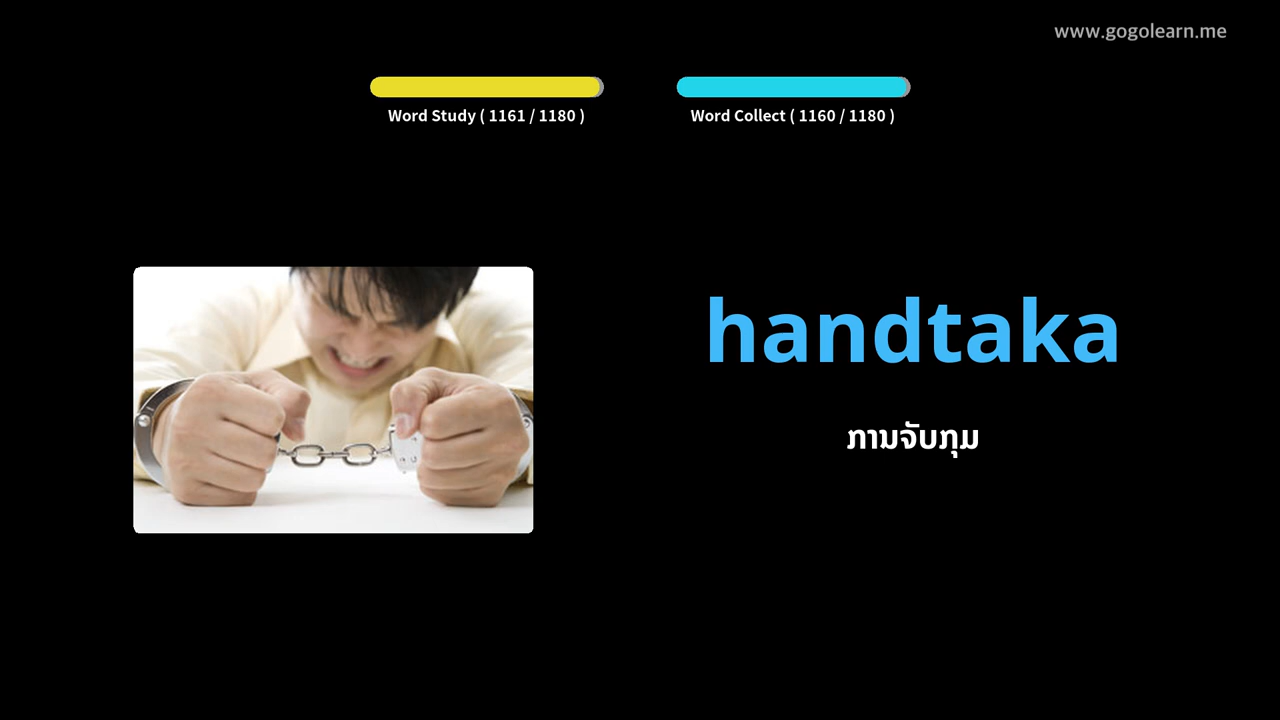 www.gogolearn.me
Word Study ( 1161 / 1180 )
Word Collect ( 1160 / 1180 )
handtaka
ການຈັບກຸມ